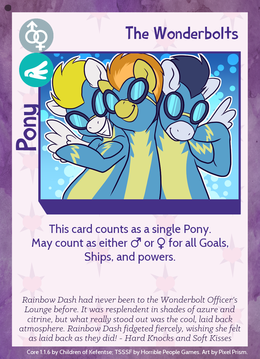 The Wonderbolts
Pony
This card counts as a single Pony.
May count as either ♂ or ♀ for all Goals,
Ships, and powers.
Rainbow Dash had never been to the Wonderbolt Officer's
Lounge before. It was resplendent in shades of azure and
citrine, but what really stood out was the cool, laid back
atmosphere. Rainbow Dash fidgeted fiercely, wishing she felt
as laid back as they did! - Hard Knocks and Soft Kisses
Core 1.1.6 by Children of Kefentse; TSSSF by Horrible People Games. Art by Pixel Prism.